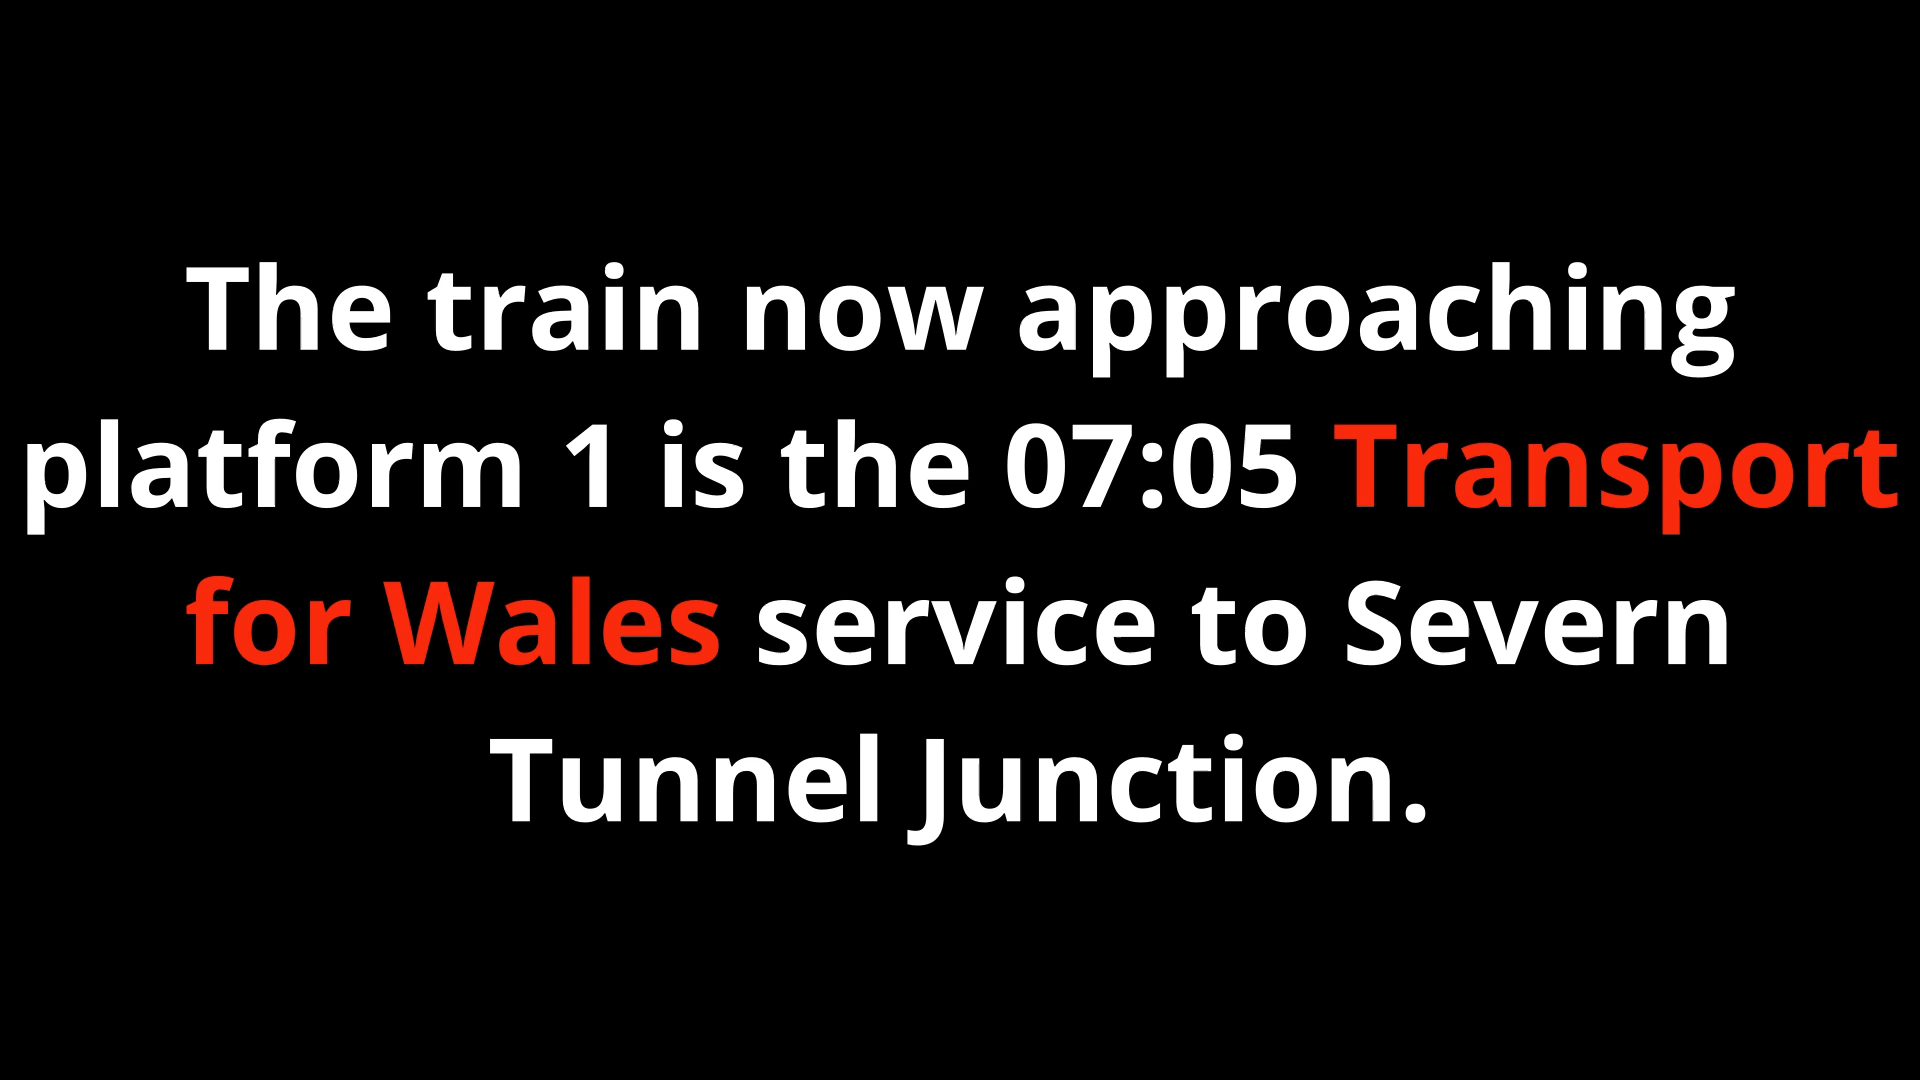 The train now approaching
platform 1 is the 07:05 Transport
for Wales service to Severn
Tunnel Junction.